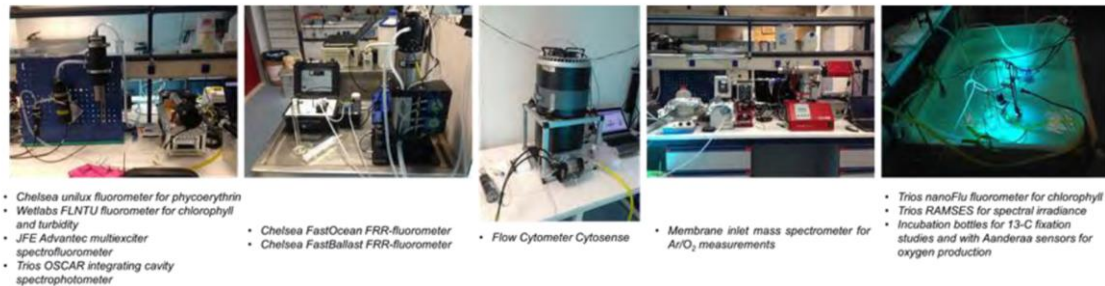 • Chelsea unilux fluorometer for phycoerythrin
• Wetlabs FLNTU fluorometer for chlorophyll
and turbidity
• JFE Advantec multiexciter
spectrofluorometer
• Trios OSCAR integrating cavity
spectrophotometer
• Chelsea FastOcean FRR-fluorometer
• Chelsea FastBallast FRR-fluorometer
• Flow Cytometer Cytosense
• Membrane inlet mass spectrometer for
Ar/O₂ measurements
• Trios nanoFlu fluorometer for chlorophyll
• Trios RAMSES for spectral irradiance
• Incubation bottles for 13-C fixation
studies and with Aanderaa sensors for
oxygen production